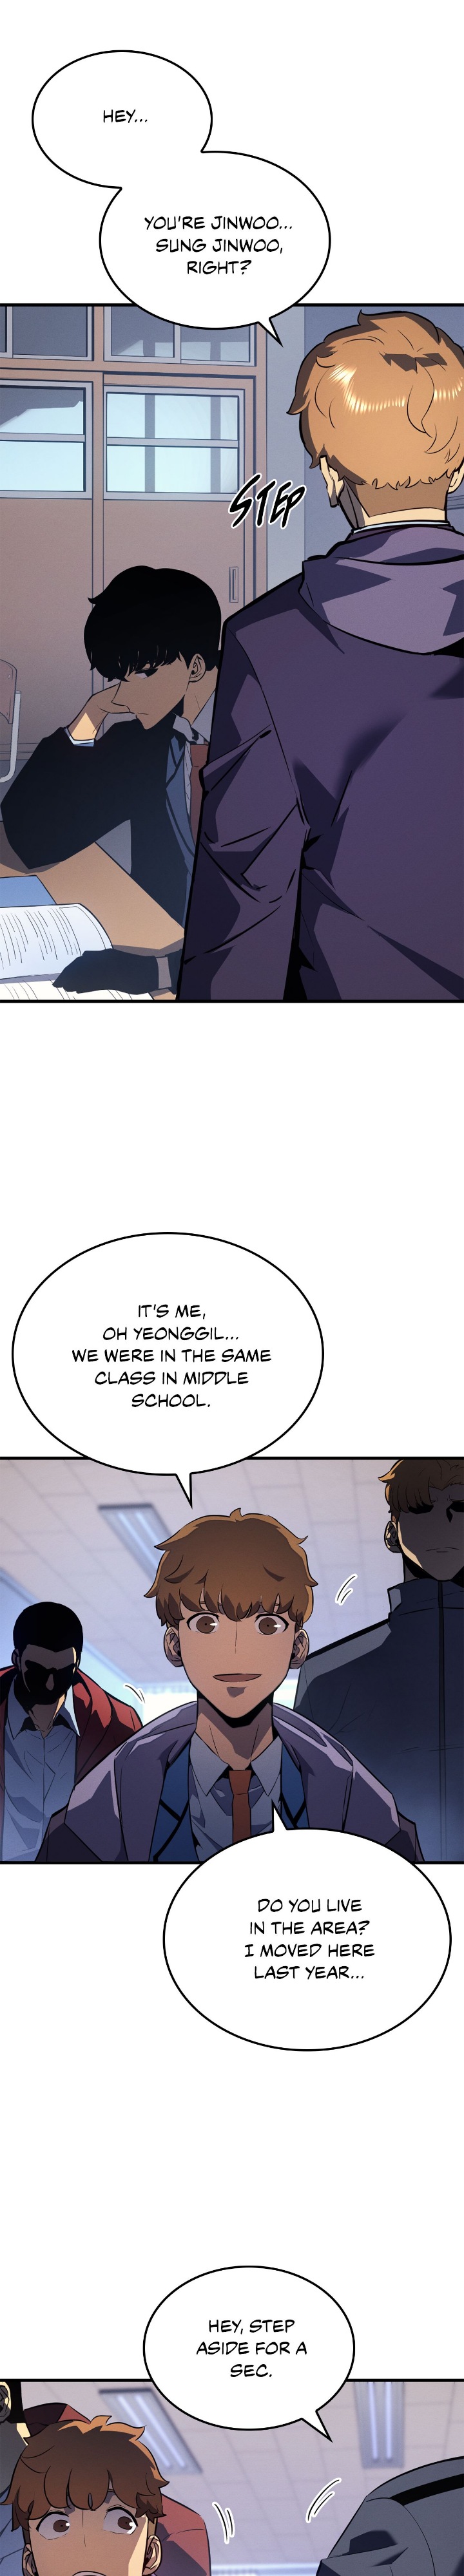 HEY...
YOU'RE JINWOO...
SUNG JINWOO,
RIGHT?
STEP
IT'S ME,
OH YEONGGIL...
WE WERE IN THE SAME
CLASS IN MIDDLE
SCHOOL.
DO YOU LIVE
IN THE AREA?
I MOVED HERE
LAST YEAR...
HEY, STEP
ASIDE FOR A
SEC.